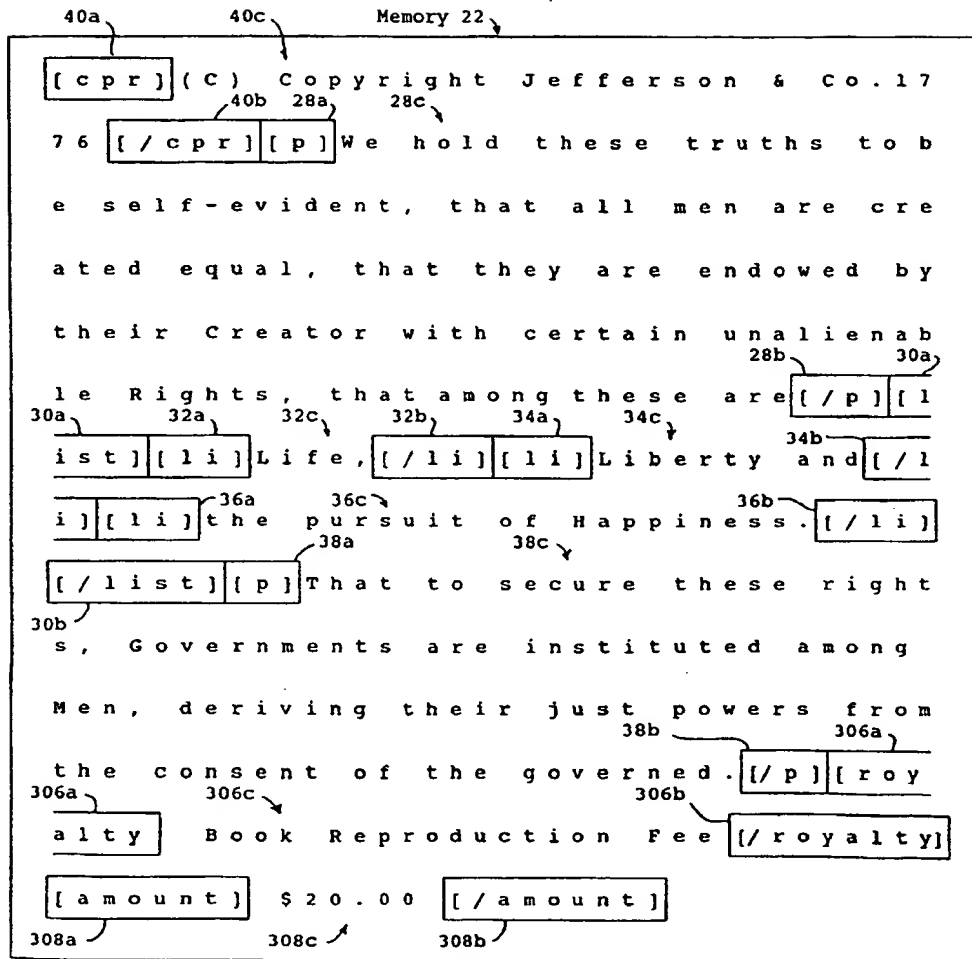 40a 40c Memory 22
[cpr](C) Copyright Jefferson & Co.17
40b 28a 28c
76 [/cpr][p]We hold these truths to b
e self-evident, that all men are cre
ated equal, that they are endowed by
their Creator with certain unalienab
28b 30a
le Rights, that among these are[/p][l
30a 32a 32c 32b 34a 34c 34b
ist][li]Life,[/li][li]Liberty and[/l
36a 36c 36b
i][li]the pursuit of Happiness.[/li]
38a 38c
[/list][p]That to secure these right
30b
s, Governments are instituted among
Men, deriving their just powers from
38b 306a
the consent of the governed.[/p][roy
306a 306c 306b
alty Book Reproduction Fee[/royalty]
[amount] $20.00 [/amount]
308a 308c 308b